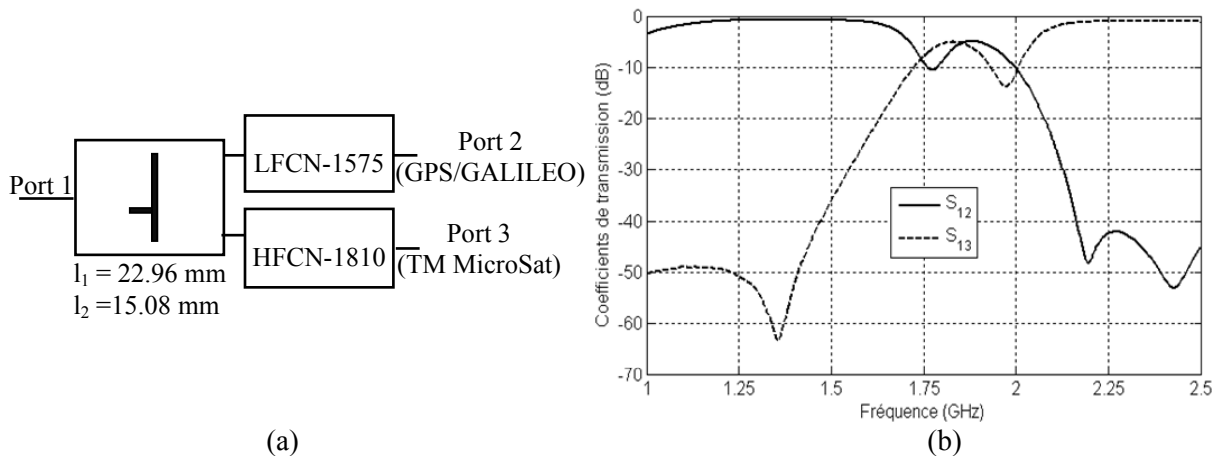 Port 1
LFCN-1575
Port 2
(GPS/GALILEO)
HFCN-1810
Port 3
(TM MicroSat)
l1 = 22.96 mm
l2 =15.08 mm
(a)
Coefficients de transmission (dB)
0
-10
-20
-30
-40
-50
-60
-70
S12
S13
1
1.25
1.5
1.75
2
2.25
2.5
Fréquence (GHz)
(b)